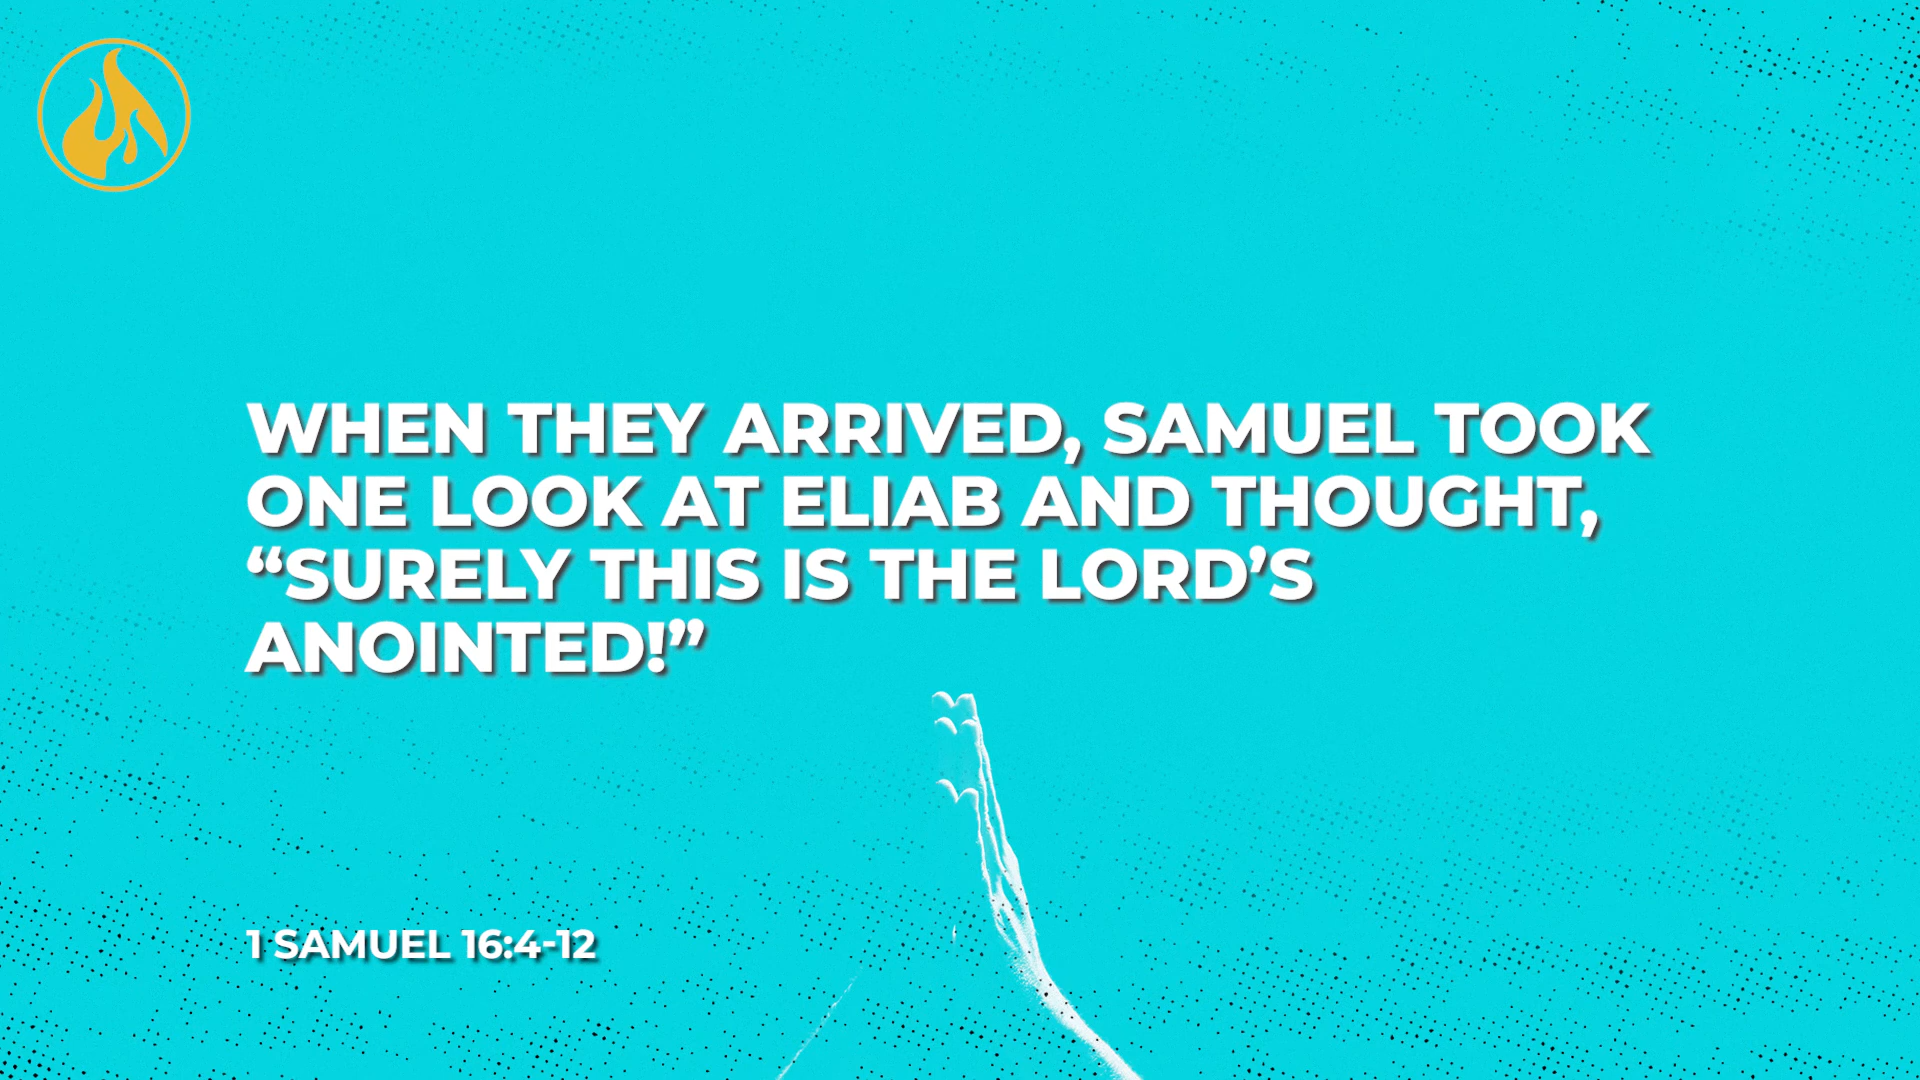 WHEN THEY ARRIVED, SAMUEL TOOK
ONE LOOK AT ELIAB AND THOUGHT,
“SURELY THIS IS THE LORD’S
ANOINTED!”
1 SAMUEL 16:4-12